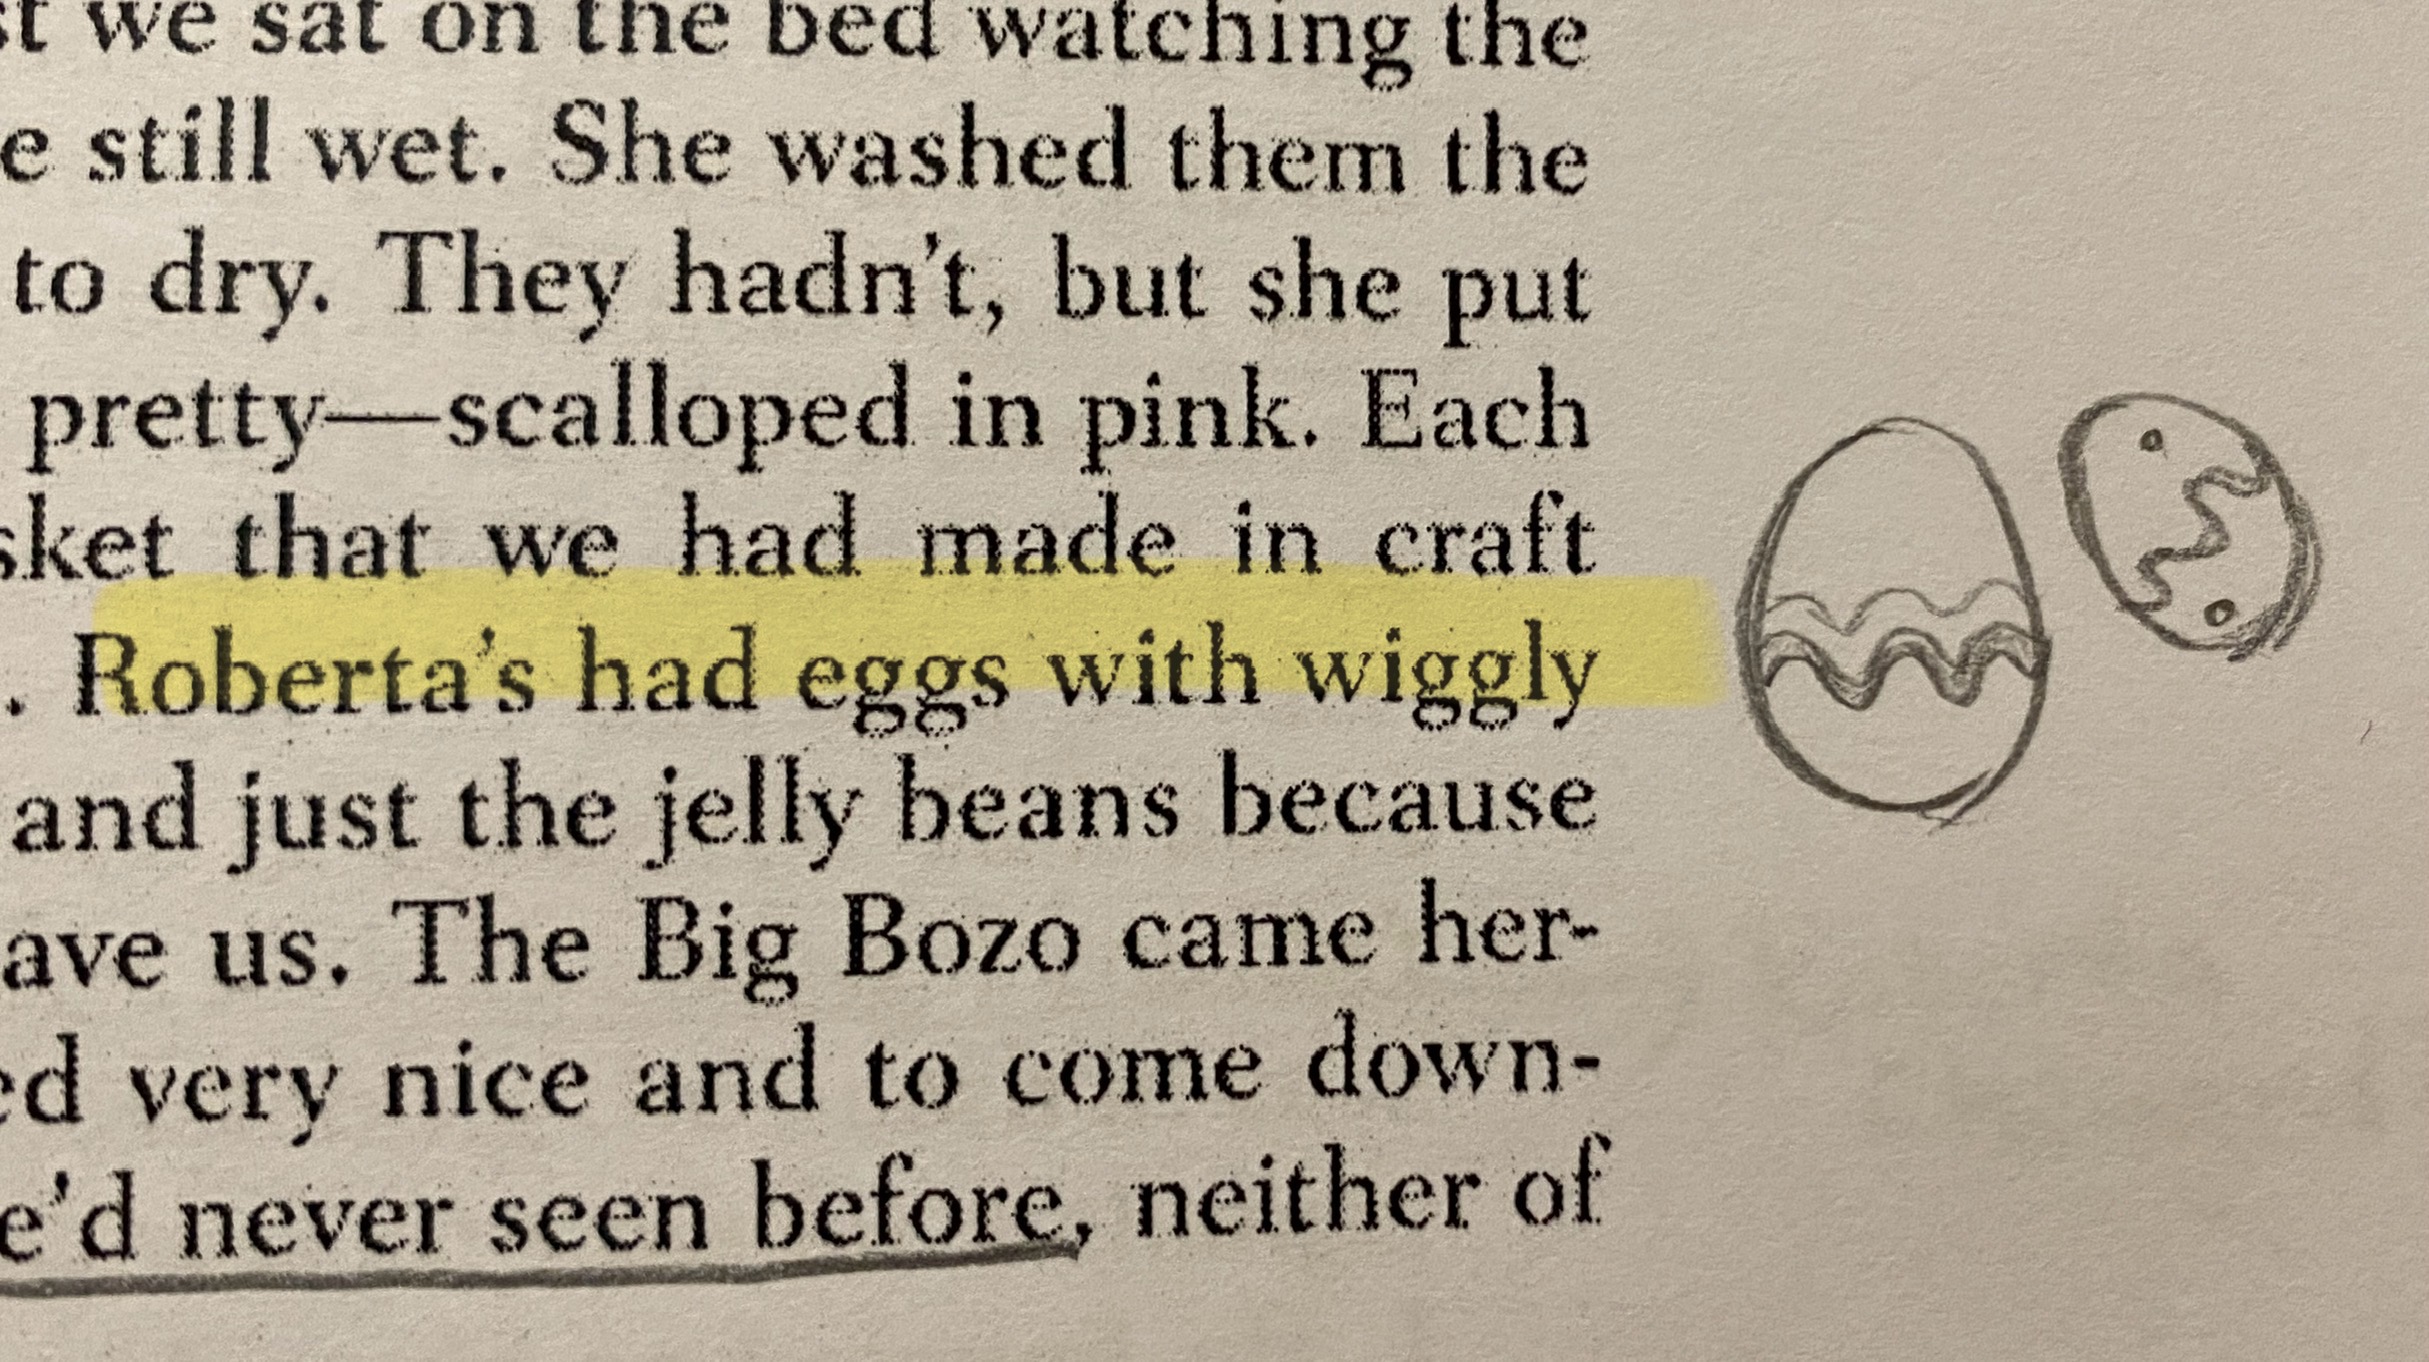 st we sat on the bed watching the
e still wet. She washed them the
to dry. They hadn't, but she put
pretty—scalloped in pink. Each
sket that we had made in craft
. Roberta's had eggs with wiggly
and just the jelly beans because
ave us. The Big Bozo came her-
ed very nice and to come down-
e'd never seen before, neither of